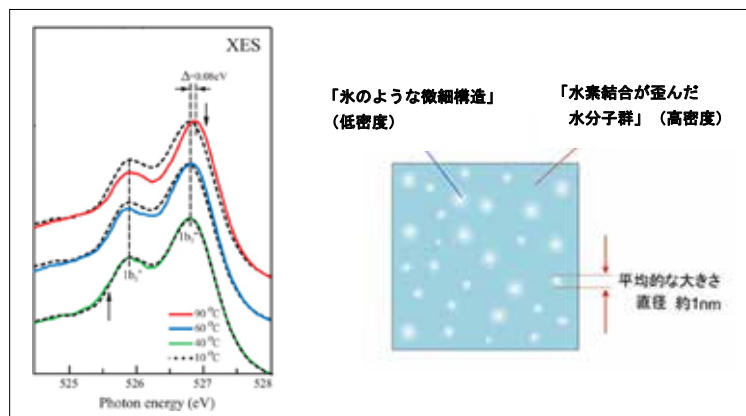 XES
Δ=0.08eV
1b₁'
1b₁"
90 °C
60 °C
40 °C
10 °C
525
526
527
528
Photon energy (eV)
「氷のような微細構造」
(低密度)
「水素結合が歪んだ
水分子群」(高密度)
平均的な大きさ
直径 約1nm